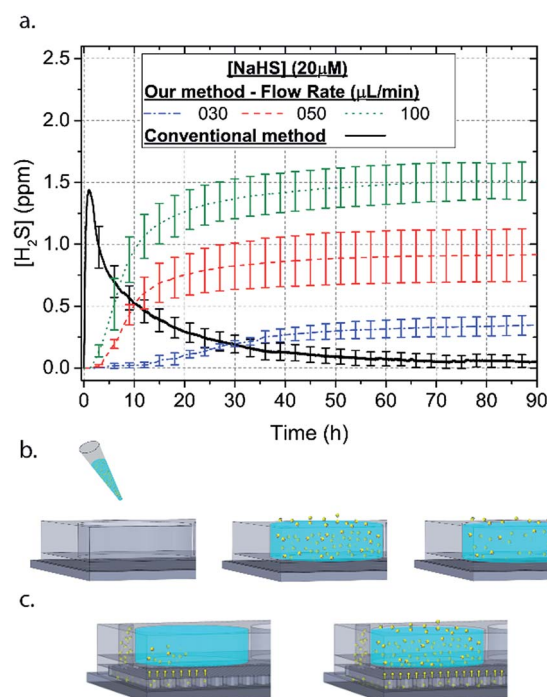 a.
[NaHS] (20μM)
Our method - Flow Rate (μL/min)
030 050 100
Conventional method
2.5
2.0
1.5
1.0
0.5
0.0
[H₂S] (ppm)
0 10 20 30 40 50 60 70 80 90
Time (h)
b.
c.